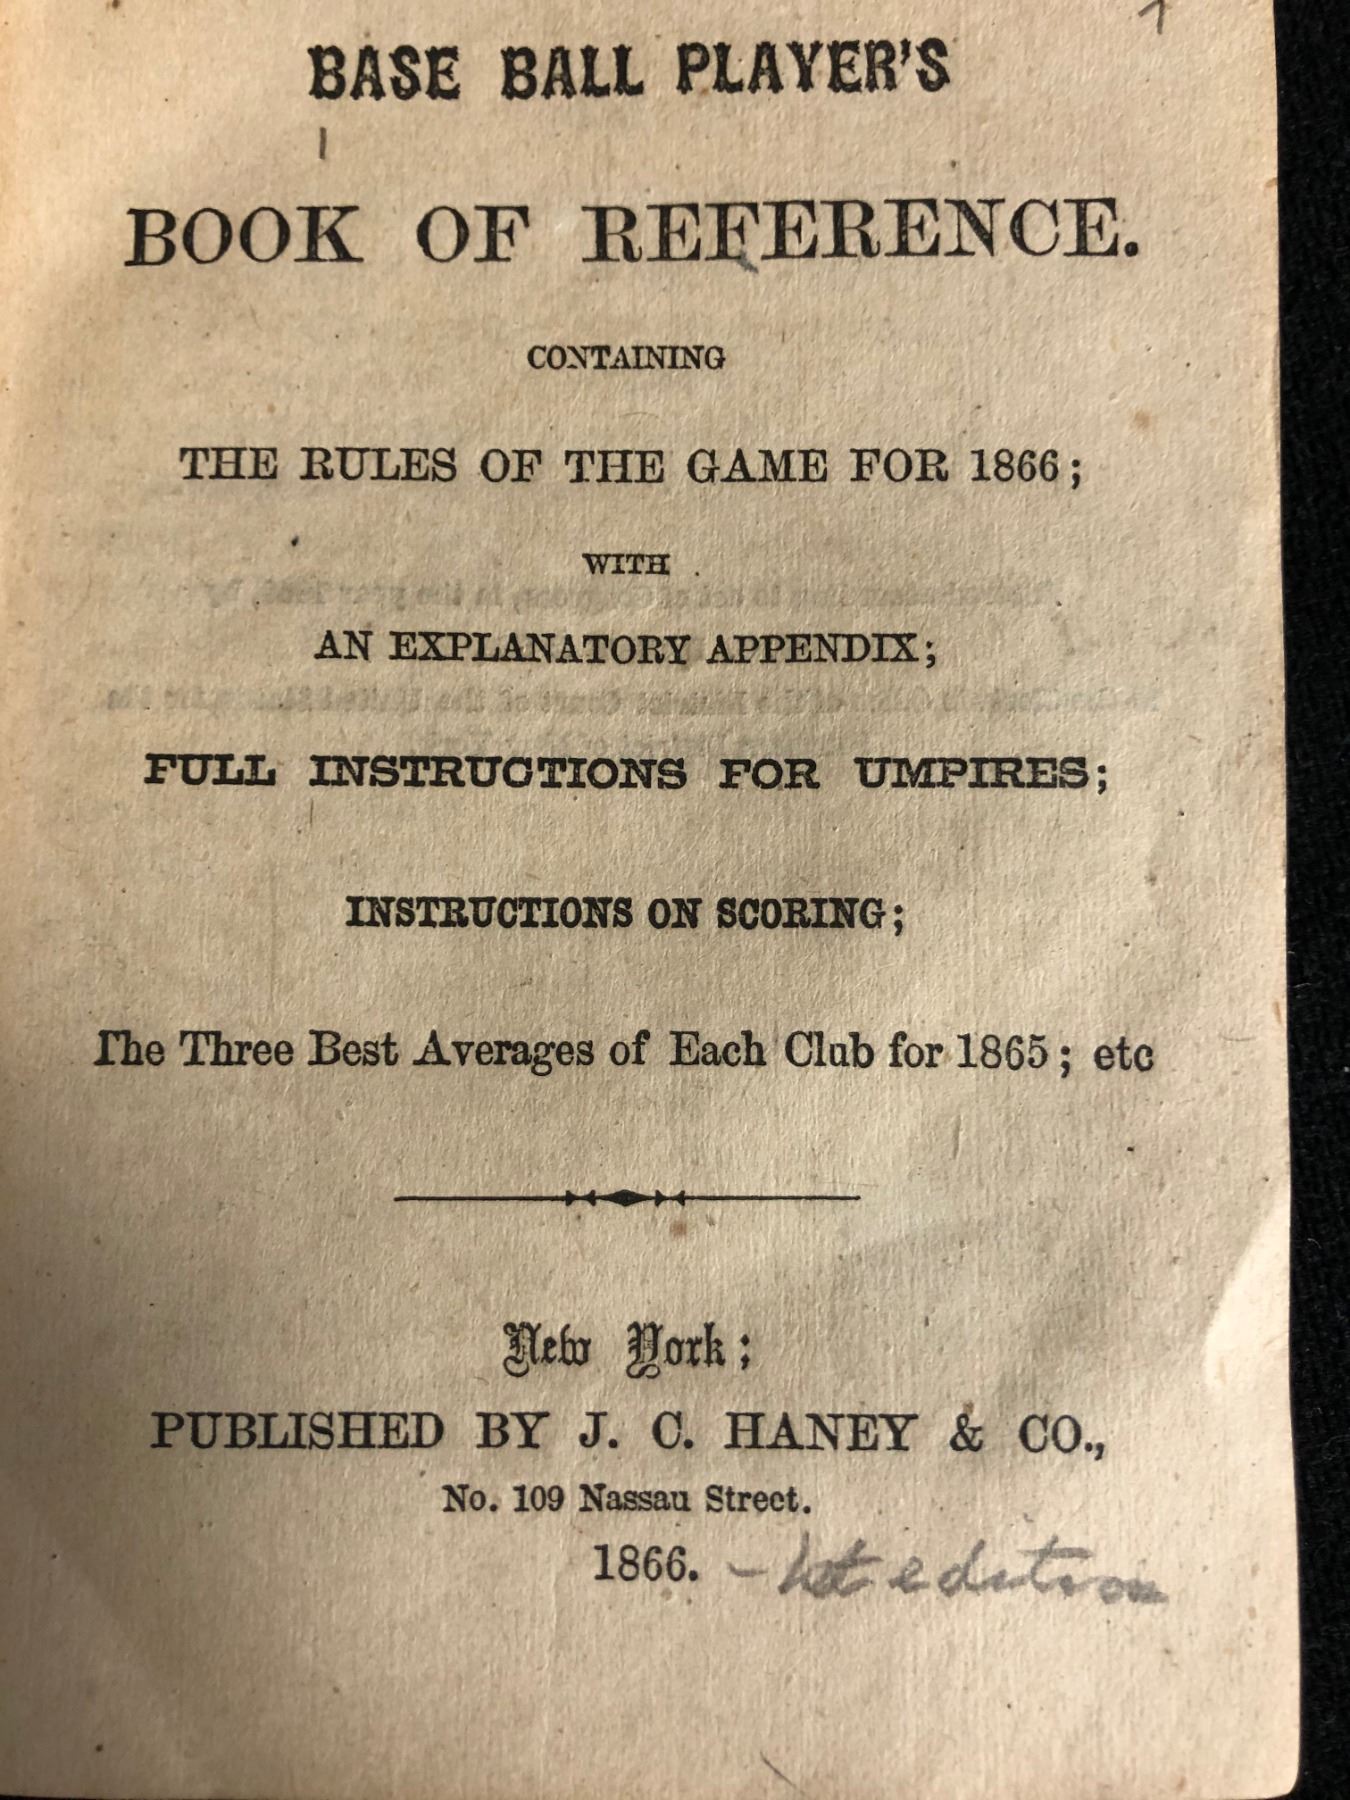 BASE BALL PLAYER'S
BOOK OF REFERENCE.
CONTAINING
THE RULES OF THE GAME FOR 1866;
WITH
AN EXPLANATORY APPENDIX;
FULL INSTRUCTIONS FOR UMPIRES;
INSTRUCTIONS ON SCORING;
The Three Best Averages of Each Club for 1865; etc
New York;
PUBLISHED BY J. C. HANEY & CO.,
No. 109 Nassau Street.
1866. - 1st edition